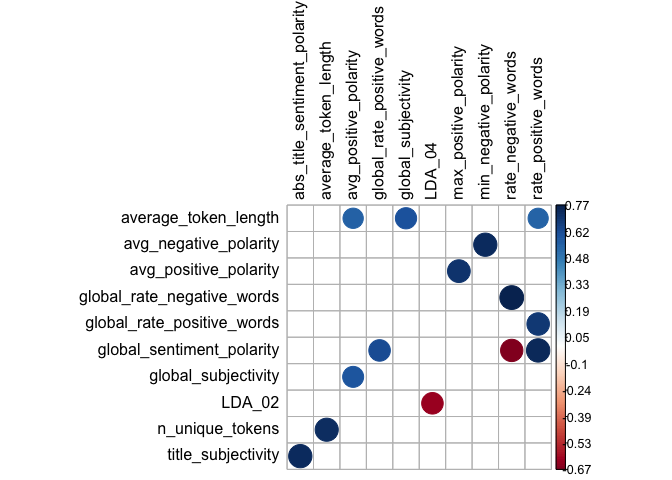 abs_title_sentiment_polarity
average_token_length
avg_positive_polarity
global_rate_positive_words
global_subjectivity
LDA_04
max_positive_polarity
min_negative_polarity
rate_negative_words
rate_positive_words
average_token_length
avg_negative_polarity
avg_positive_polarity
global_rate_negative_words
global_rate_positive_words
global_sentiment_polarity
global_subjectivity
LDA_02
n_unique_tokens
title_subjectivity
0.77
0.62
0.48
0.33
0.19
0.05
-0.1
-0.24
-0.39
-0.53
-0.67